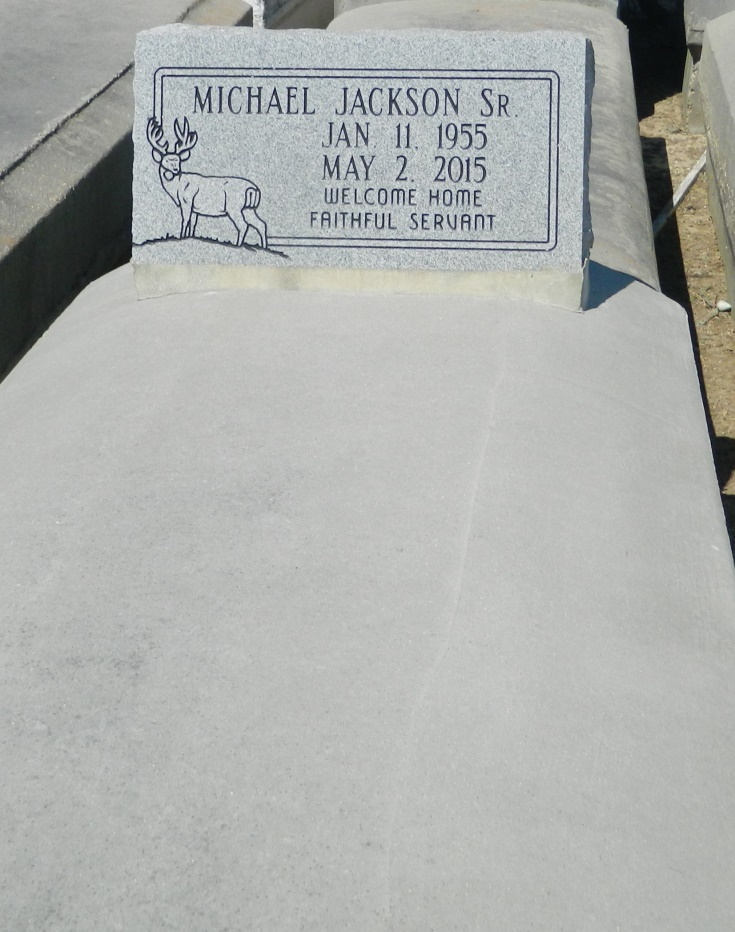 MICHAEL JACKSON SR.
JAN 11. 1955
MAY 2. 2015
WELCOME HOME
FAITHFUL SERVANT